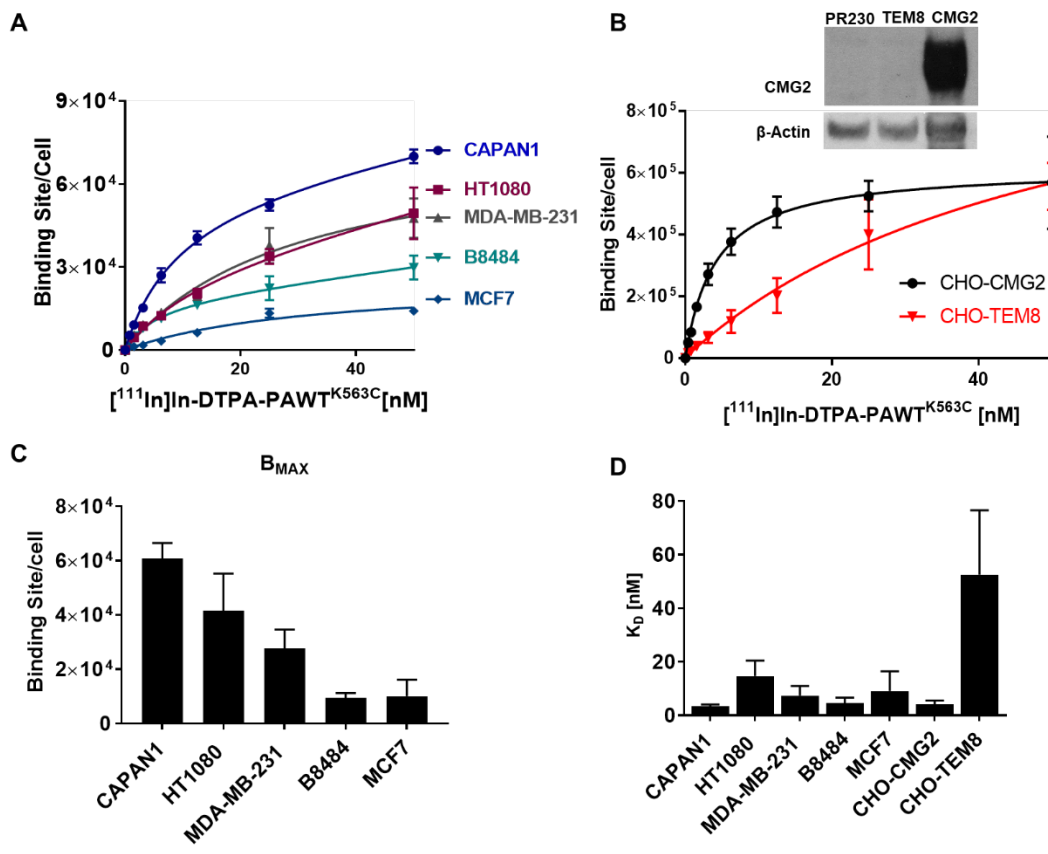 A
9×10⁴
6×10⁴
3×10⁴
0
Binding Site/Cell
0 20 40
[¹¹¹In]In-DTPA-PAWTᴷ⁵⁶³ᶜ[nM]
CAPAN1
HT1080
MDA-MB-231
B8484
MCF7
B
PR230 TEM8 CMG2
CMG2
β-Actin
8×10⁵
6×10⁵
4×10⁵
2×10⁵
0
Binding Site/cell
CHO-CMG2
CHO-TEM8
0 20 40
[¹¹¹In]In-DTPA-PAWTᴷ⁵⁶³ᶜ [nM]
C
B_MAX
8×10⁴
6×10⁴
4×10⁴
2×10⁴
0
Binding Site/cell
CAPAN1
HT1080
MDA-MB-231
B8484
MCF7
D
80
60
40
20
0
K_D [nM]
CAPAN1
HT1080
MDA-MB-231
B8484
MCF7
CHO-CMG2
CHO-TEM8